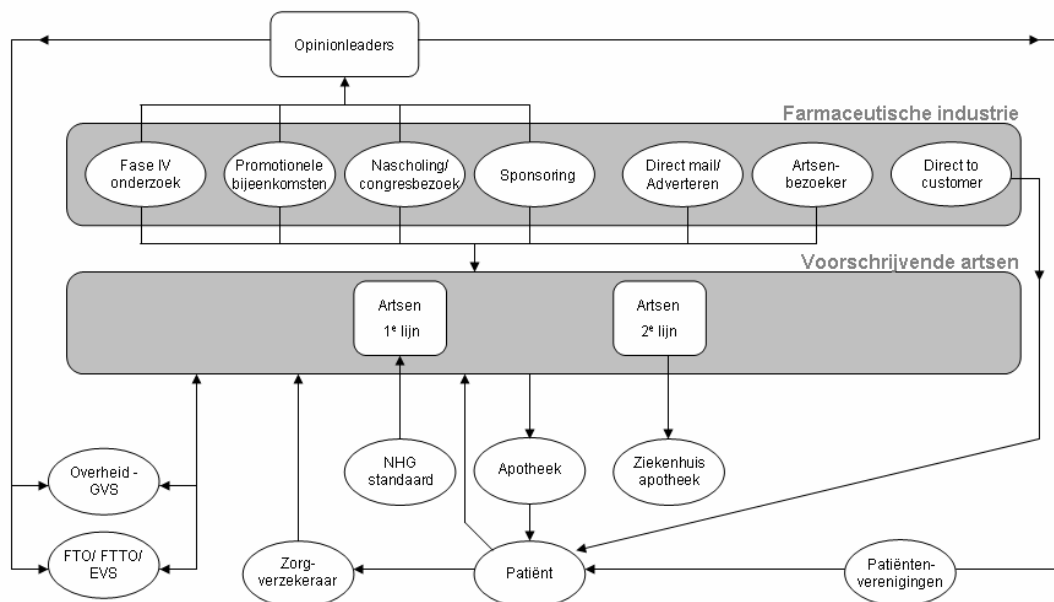 Opinionleaders
Farmaceutische industrie
Fase IV
onderzoek
Promotionele
bijeenkomsten
Nascholing/
congresbezoek
Sponsoring
Direct mail/
Adverteren
Artsen-
bezoeker
Direct to
customer
Voorschrijvende artsen
Artsen
1e lijn
Artsen
2e lijn
Overheid -
GVS
NHG
standaard
Apotheek
Ziekenhuis
apotheek
FTO/ FTTO/
EVS
Zorg-
verzekeraar
Patiënt
Patiënten-
verenigingen